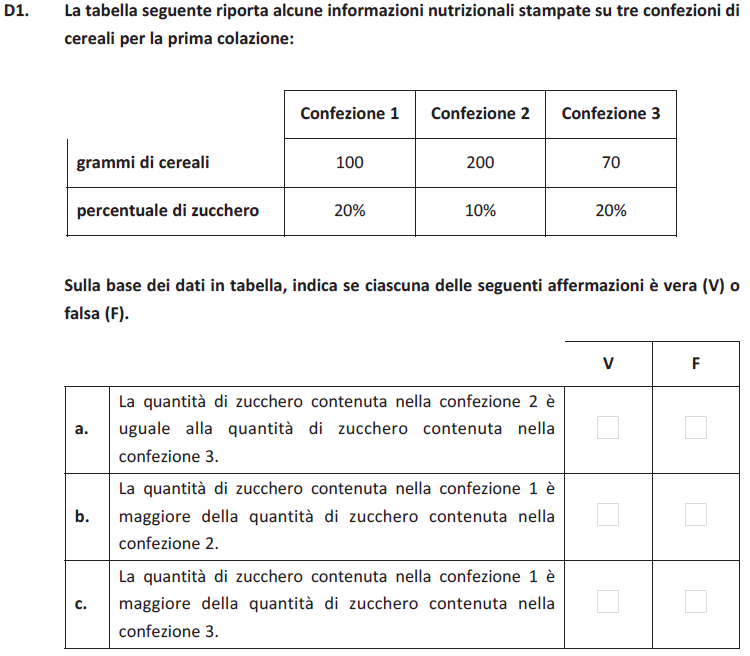 D1. La tabella seguente riporta alcune informazioni nutrizionali stampate su tre confezioni di
cereali per la prima colazione:
Confezione 1 Confezione 2 Confezione 3
grammi di cereali 100 200 70
percentuale di zucchero 20% 10% 20%
Sulla base dei dati in tabella, indica se ciascuna delle seguenti affermazioni è vera (V) o
falsa (F).
V F
La quantità di zucchero contenuta nella confezione 2 è
a. uguale alla quantità di zucchero contenuta nella
confezione 3.
La quantità di zucchero contenuta nella confezione 1 è
b. maggiore della quantità di zucchero contenuta nella
confezione 2.
La quantità di zucchero contenuta nella confezione 1 è
c. maggiore della quantità di zucchero contenuta nella
confezione 3.